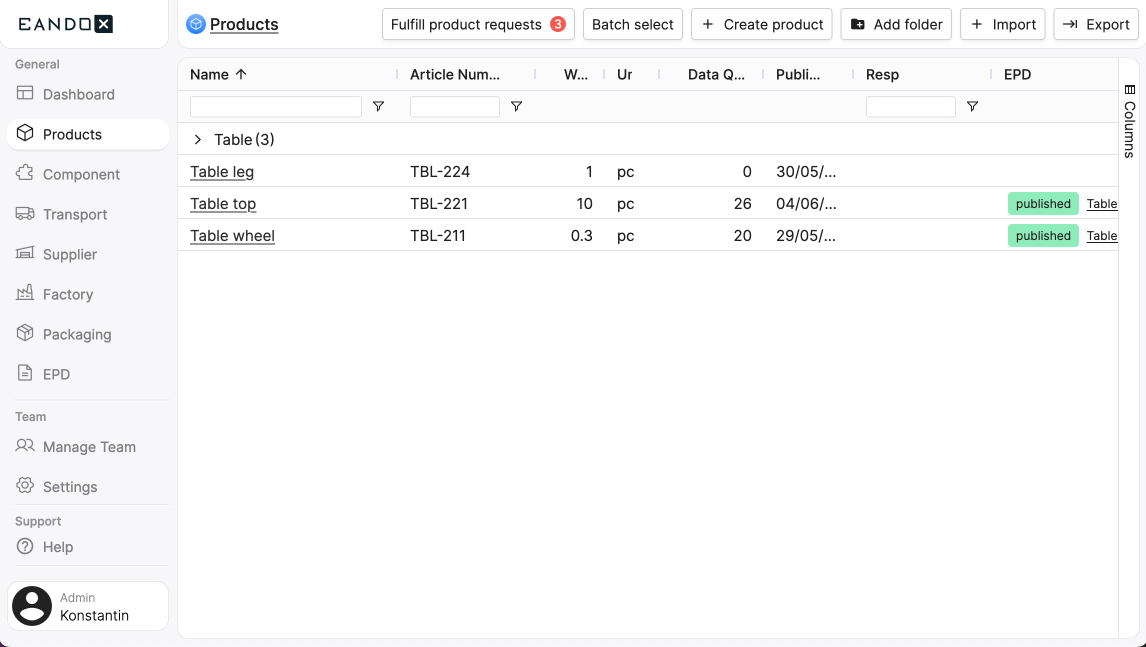 EANDO X
General
Dashboard
Products
Component
Transport
Supplier
Factory
Packaging
EPD
Team
Manage Team
Settings
Support
Help
Admin
Konstantin
Products
Fulfill product requests 3
Batch select
+ Create product
Add folder
+ Import
Export
Name Article Num... W... Ur Data Q... Publi... Resp EPD
Table (3)
Table leg TBL-224 1 pc 0 30/05/...
Table top TBL-221 10 pc 26 04/06/... published Table
Table wheel TBL-211 0.3 pc 20 29/05/... published Table
Columns